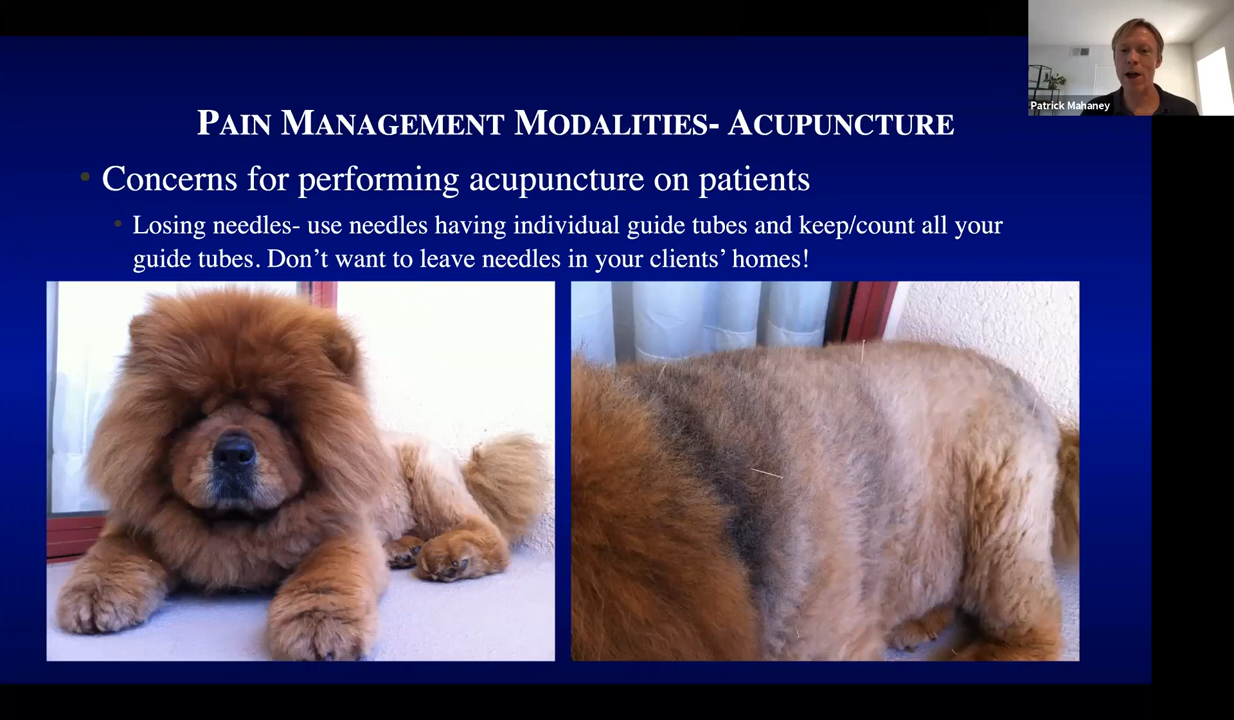 Patrick Mahaney
PAIN MANAGEMENT MODALITIES- ACUPUNCTURE
Concerns for performing acupuncture on patients
Losing needles- use needles having individual guide tubes and keep/count all your
guide tubes. Don’t want to leave needles in your clients’ homes!